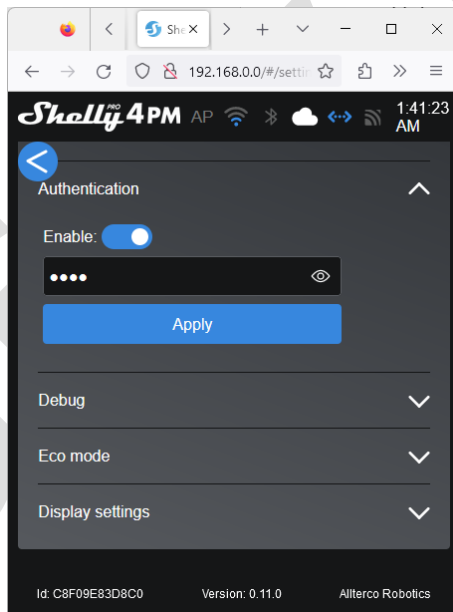 She
192.168.0.0/#/settin
Shelly PRO 4PM AP 1:41:23 AM
Authentication
Enable:
Apply
Debug
Eco mode
Display settings
Id: C8F09E83D8C0 Version: 0.11.0 Allterco Robotics